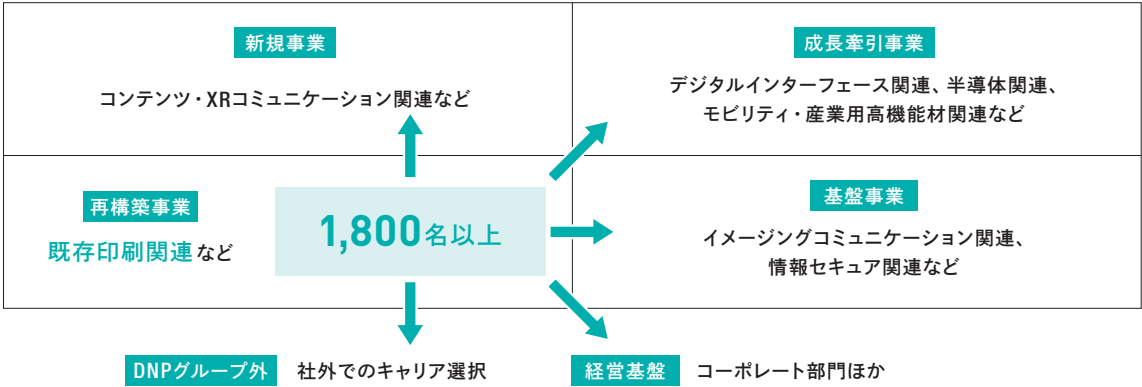 新規事業
コンテンツ・XRコミュニケーション関連など
成長牽引事業
デジタルインターフェース関連、半導体関連、
モビリティ・産業用高機能材関連など
再構築事業
既存印刷関連など
1,800名以上
基盤事業
イメージングコミュニケーション関連、
情報セキュア関連など
DNPグループ外 社外でのキャリア選択
経営基盤 コーポレート部門ほか